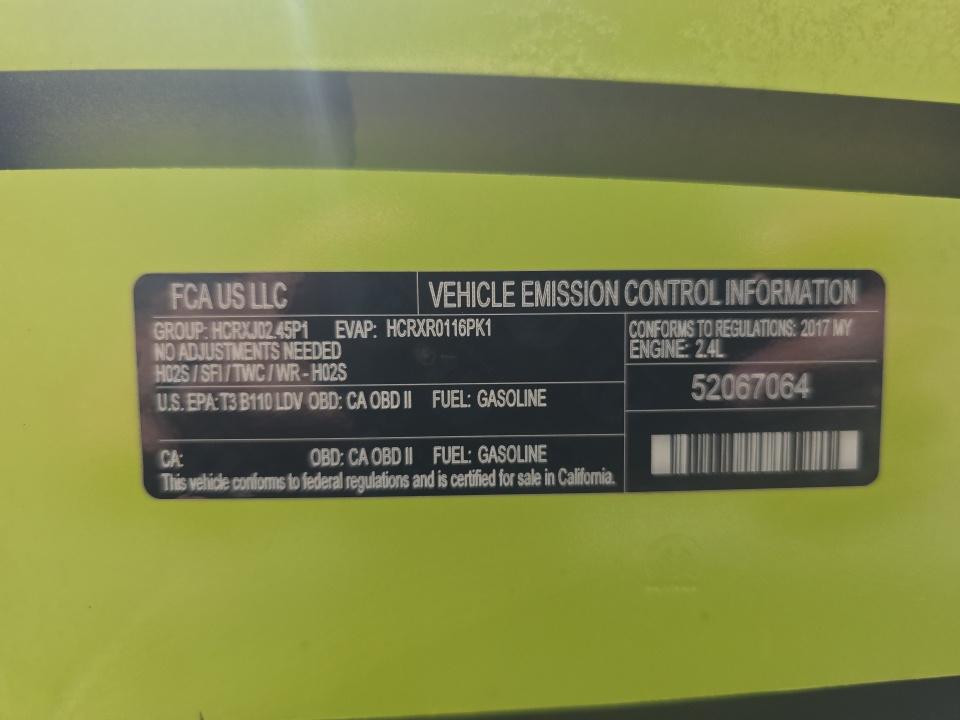 FCA US LLC
VEHICLE EMISSION CONTROL INFORMATION
GROUP: HCRXJ02.45P1 EVAP: HCRXR0116PK1
NO ADJUSTMENTS NEEDED
H02S / SFI / TWC / WR - H02S
CONFORMS TO REGULATIONS: 2017 MY
ENGINE: 2.4L
U.S. EPA: T3 B110 LDV OBD: CA OBD II FUEL: GASOLINE
52067064
CA: OBD: CA OBD II FUEL: GASOLINE
This vehicle conforms to federal regulations and is certified for sale in California.